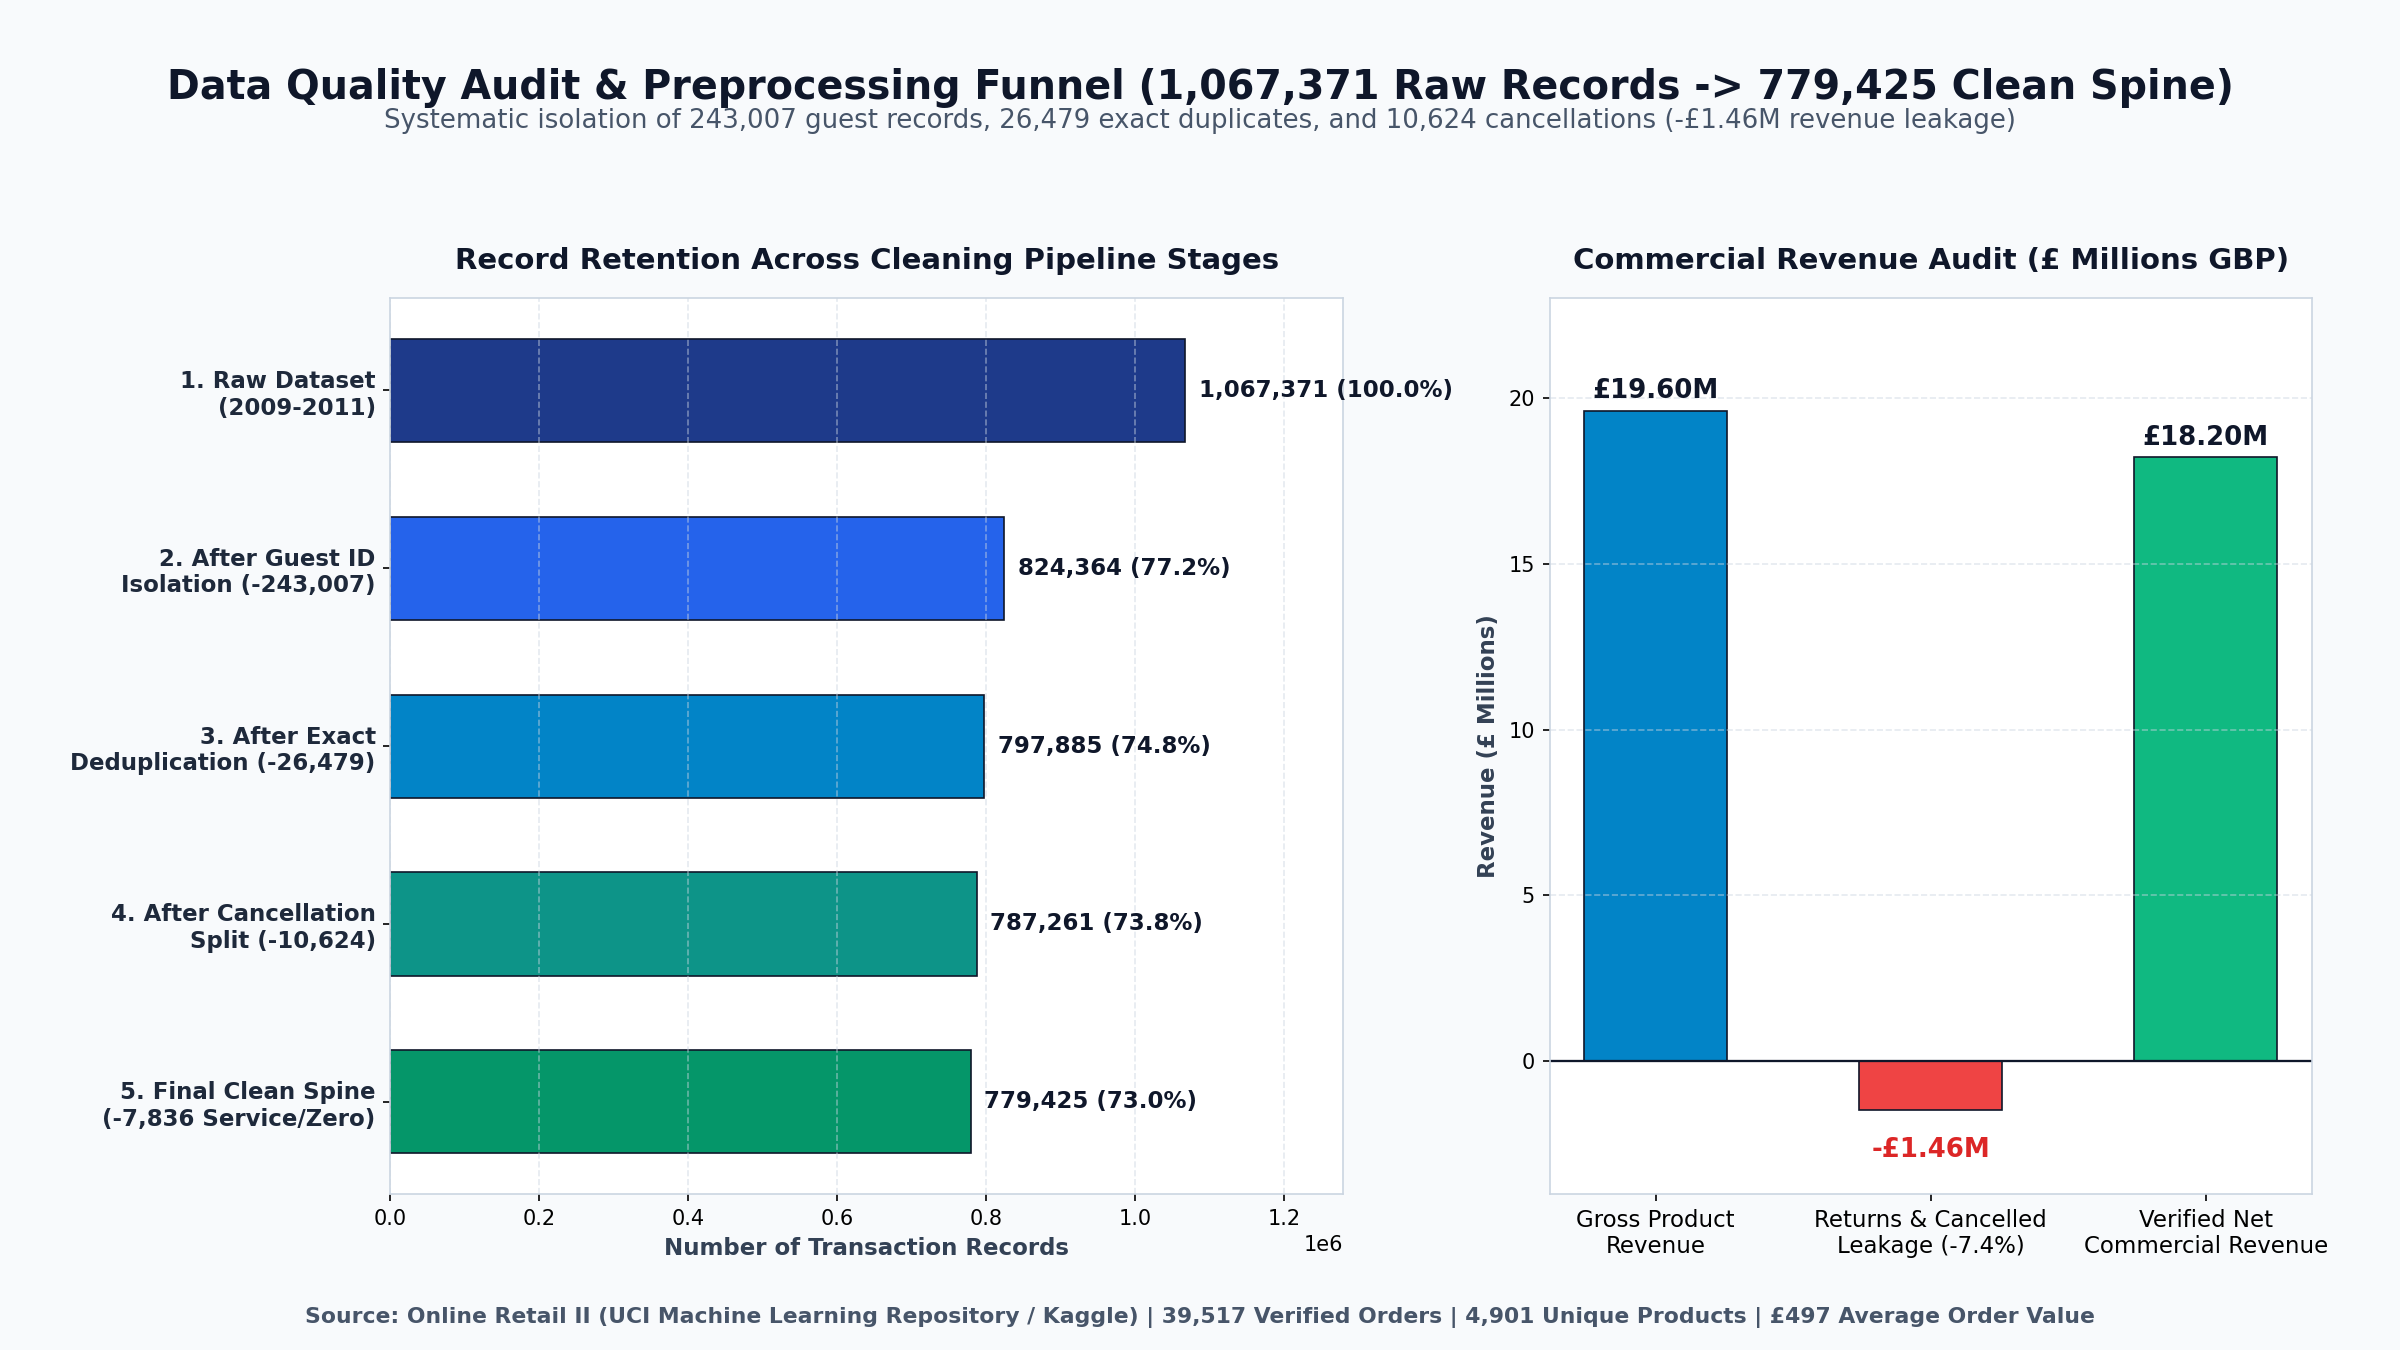 Data Quality Audit & Preprocessing Funnel (1,067,371 Raw Records -> 779,425 Clean Spine)
Systematic isolation of 243,007 guest records, 26,479 exact duplicates, and 10,624 cancellations (-£1.46M revenue leakage)
Record Retention Across Cleaning Pipeline Stages
1. Raw Dataset
(2009-2011)
1,067,371 (100.0%)
2. After Guest ID
Isolation (-243,007)
824,364 (77.2%)
3. After Exact
Deduplication (-26,479)
797,885 (74.8%)
4. After Cancellation
Split (-10,624)
787,261 (73.8%)
5. Final Clean Spine
(-7,836 Service/Zero)
779,425 (73.0%)
0.0
0.2
0.4
0.6
0.8
1.0
1.2
1e6
Number of Transaction Records
Commercial Revenue Audit (£ Millions GBP)
Revenue (£ Millions)
20
15
10
5
0
£19.60M
-£1.46M
£18.20M
Gross Product
Revenue
Returns & Cancelled
Leakage (-7.4%)
Verified Net
Commercial Revenue
Source: Online Retail II (UCI Machine Learning Repository / Kaggle) | 39,517 Verified Orders | 4,901 Unique Products | £497 Average Order Value